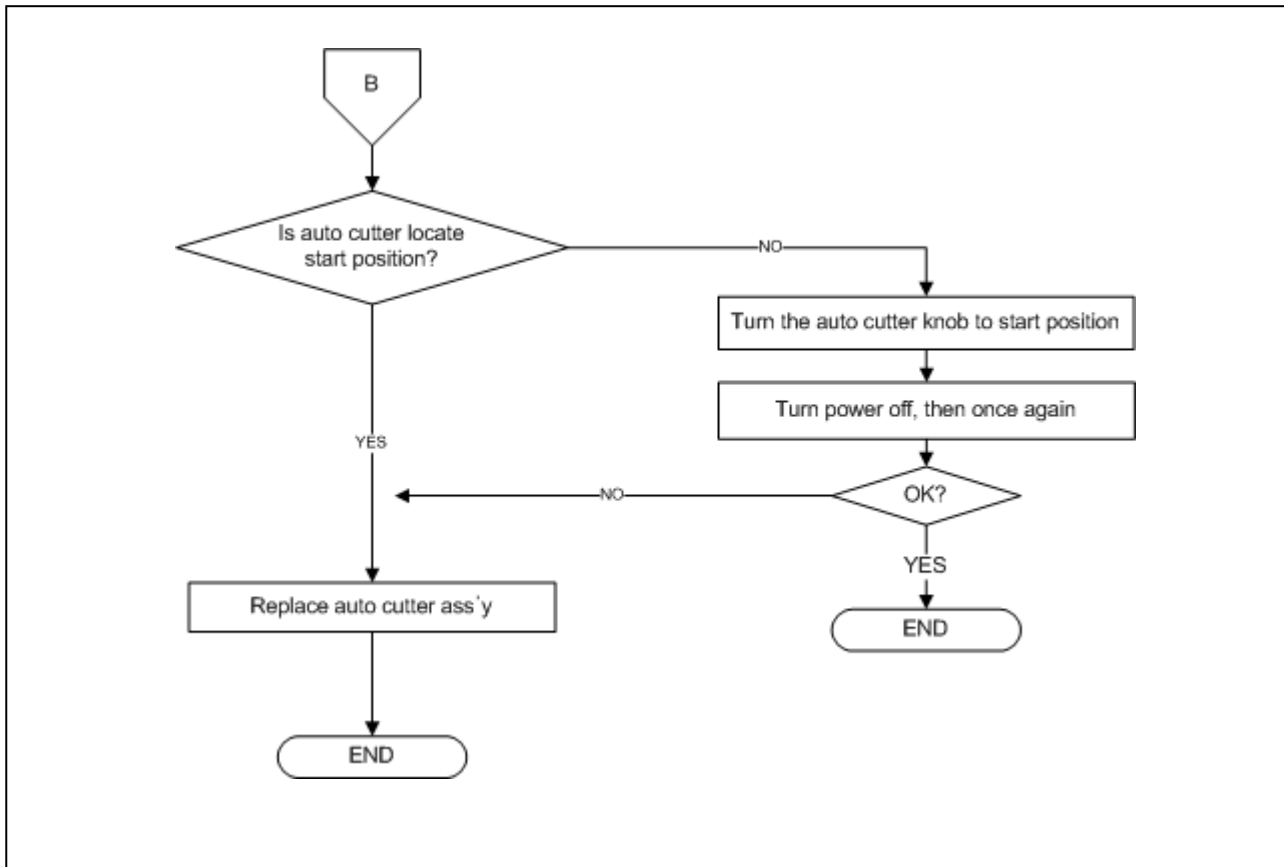 B
Is auto cutter locate
start position?
NO
Turn the auto cutter knob to start position
Turn power off, then once again
YES
OK?
NO
YES
Replace auto cutter ass´y
END
END